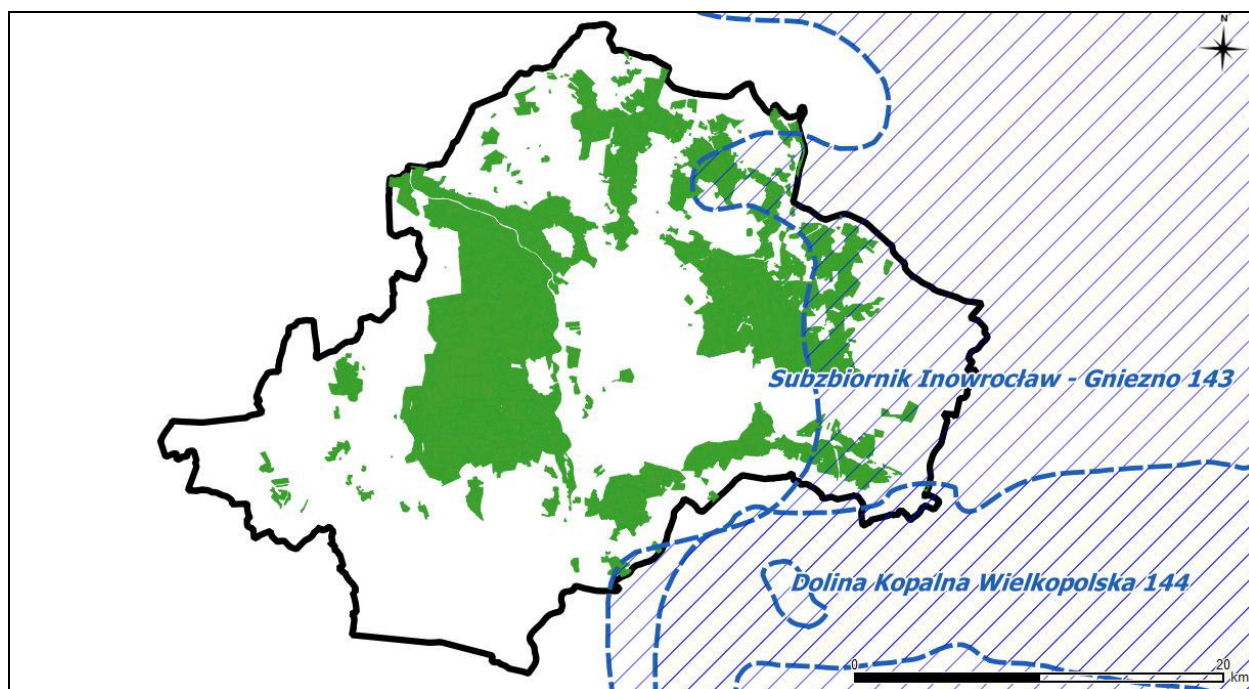 N
Subzbiornik Inowrocław - Gniezno 143
Dolina Kopalna Wielkopolska 144
0 20
km